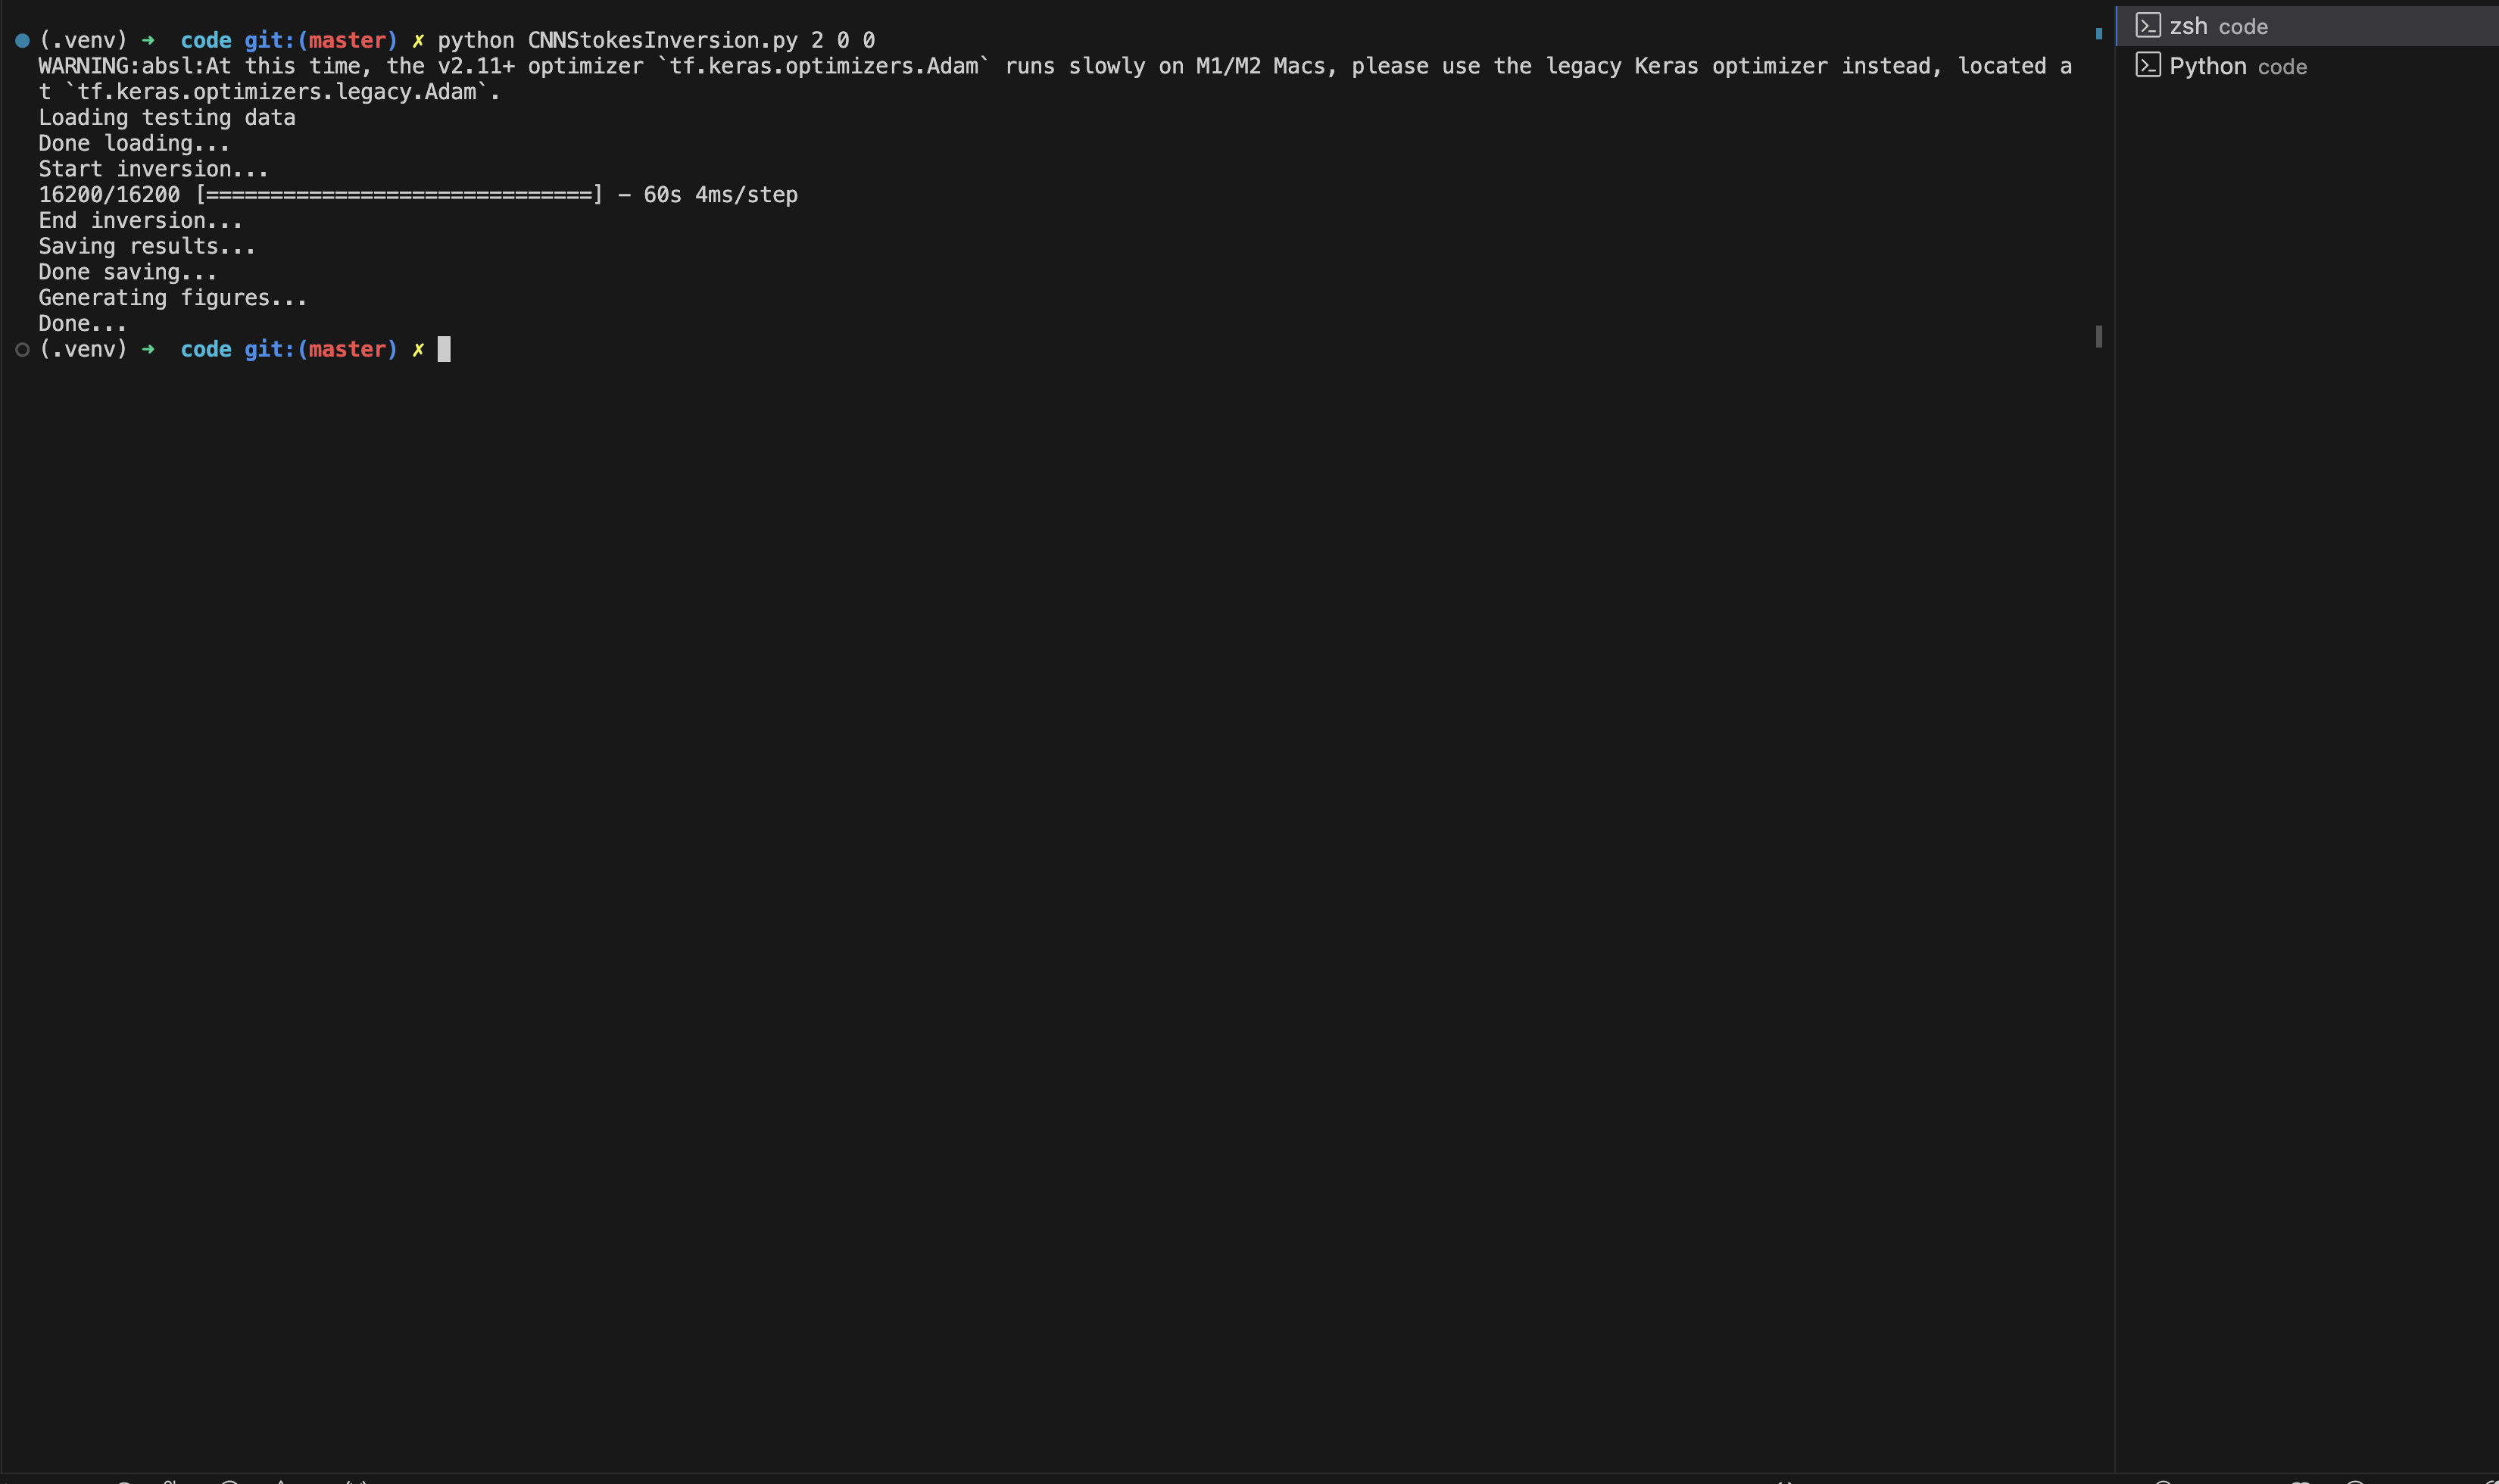 (.venv) ➜ code git:(master) ✗ python CNNStokesInversion.py 2 0 0
WARNING:absl:At this time, the v2.11+ optimizer `tf.keras.optimizers.Adam` runs slowly on M1/M2 Macs, please use the legacy Keras optimizer instead, located a
t `tf.keras.optimizers.legacy.Adam`.
Loading testing data
Done loading...
Start inversion...
16200/16200 [==============================] - 60s 4ms/step
End inversion...
Saving results...
Done saving...
Generating figures...
Done...
(.venv) ➜ code git:(master) ✗
zsh code
Python code